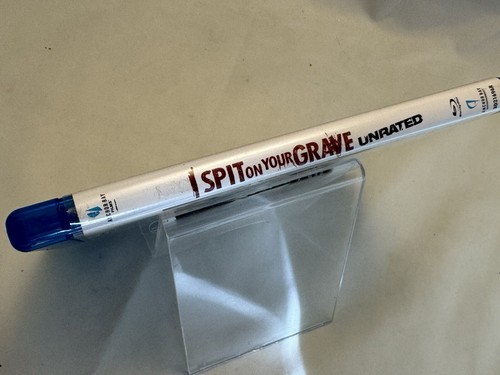 I SPIT ON YOUR GRAVE UNRATED